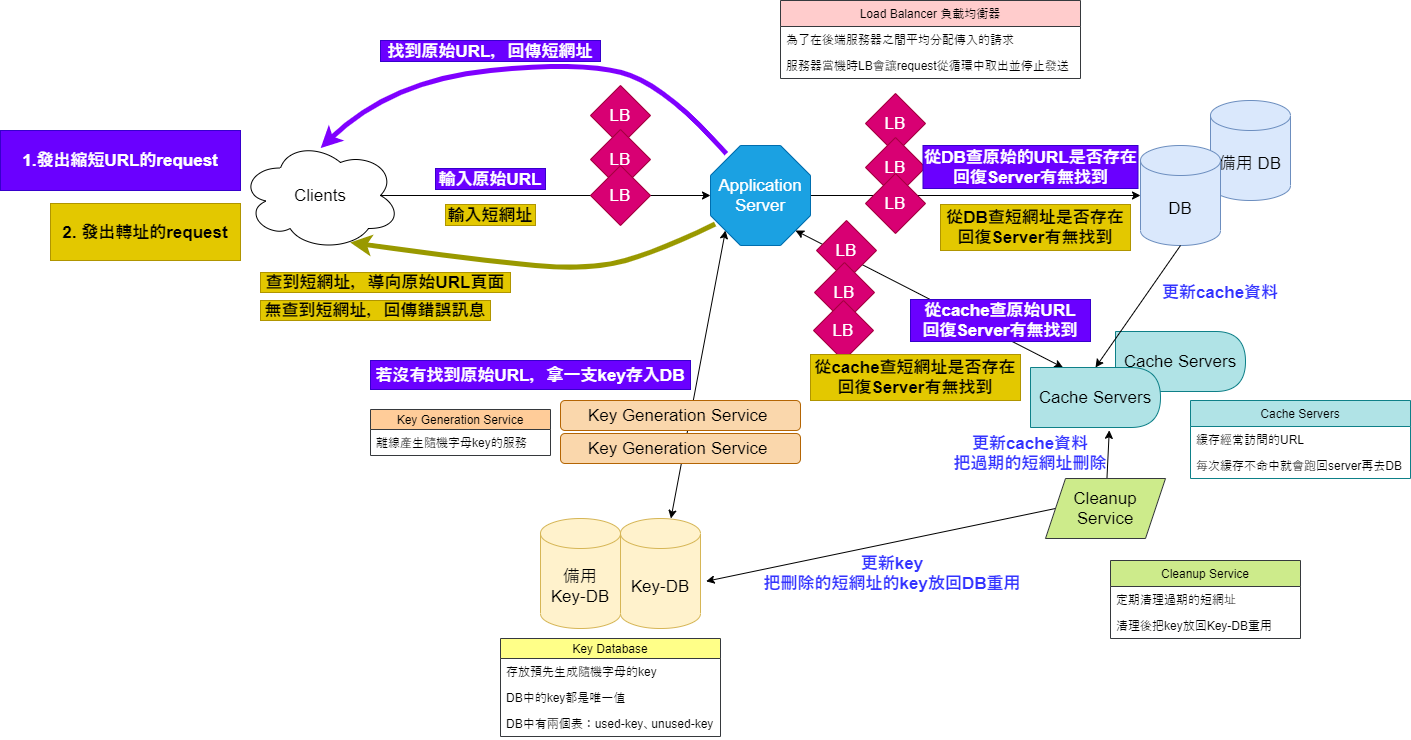 Load Balancer 負載均衡器
為了在後端服務器之間平均分配傳入的請求
服務器當機時LB會讓request從循環中取出並停止發送
找到原始URL，回傳短網址
1.發出縮短URL的request
2. 發出轉址的request
Clients
輸入原始URL
輸入短網址
LB
LB
LB
Application
Server
LB
LB
LB
從DB查原始的URL是否存在
回復Server有無找到
從DB查短網址是否存在
回復Server有無找到
備用 DB
DB
查到短網址，導向原始URL頁面
無查到短網址，回傳錯誤訊息
LB
LB
LB
從cache查原始URL
回復Server有無找到
從cache查短網址是否存在
回復Server有無找到
更新cache資料
Cache Servers
Cache Servers
若沒有找到原始URL，拿一支key存入DB
Key Generation Service
離線產生隨機字母key的服務
Key Generation Service
Key Generation Service
Cache Servers
緩存經常訪問的URL
每次緩存不命中就會跑回server再去DB
更新cache資料
把過期的短網址刪除
Cleanup
Service
備用
Key-DB
Key-DB
更新key
把刪除的短網址的key放回DB重用
Cleanup Service
定期清理過期的短網址
清理後把key放回Key-DB重用
Key Database
存放預先生成隨機字母的key
DB中的key都是唯一值
DB中有兩個表：used-key、unused-key